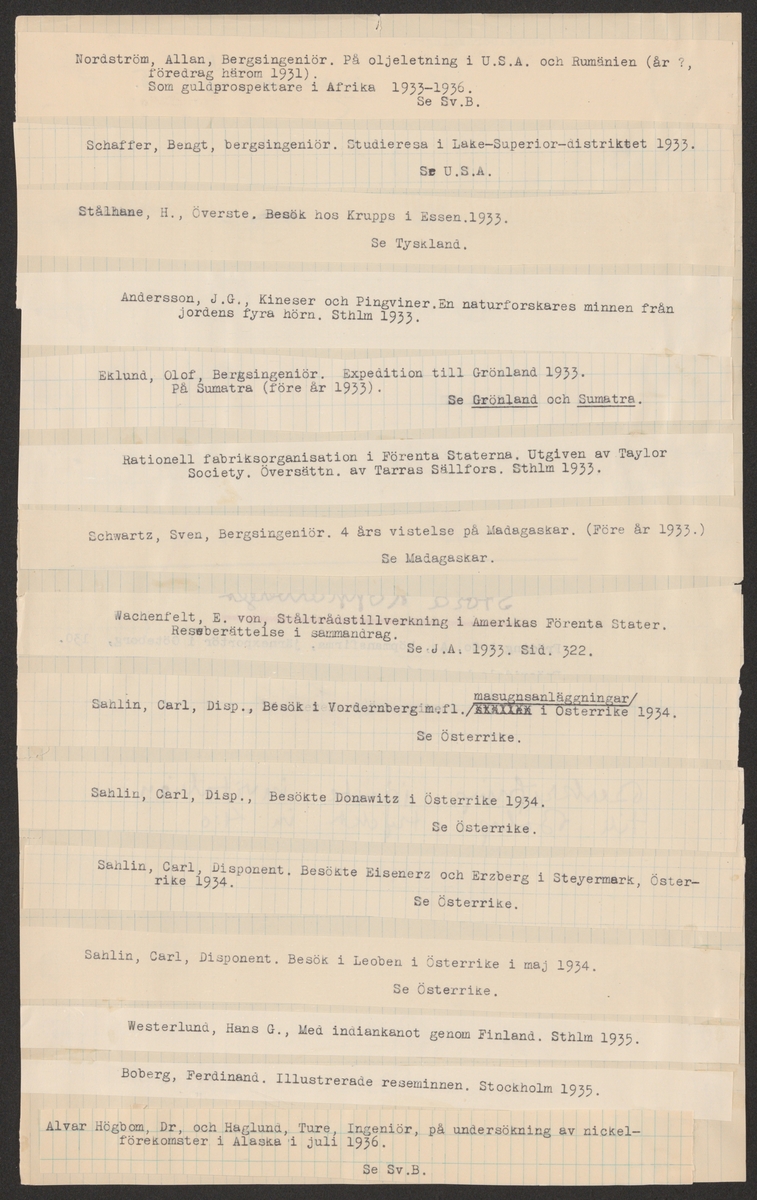 Nordström, Allan, Bergsingeniör. På oljeletning i U.S.A. och Rumänien (år ?,
föredrag härom 1931).
Som guldprospektare i Afrika 1933-1936.
Se Sv.B.
Schaffer, Bengt, bergsingeniör. Studieresa i Lake-Superior-distriktet 1933.
Se U.S.A.
Stålhane, H., Överste. Besök hos Krupps i Essen.1933.
Se Tyskland.
Andersson, J.G., Kineser och Pingviner.En naturforskares minnen från
jordens fyra hörn. Sthlm 1933.
Eklund, Olof, Bergsingeniör. Expedition till Grönland 1933.
På Sumatra (före år 1933).
Se Grönland och Sumatra.
Rationell fabriksorganisation i Förenta Staterna. Utgiven av Taylor
Society. Översättn. av Tarras Sällfors. Sthlm 1933.
Schwartz, Sven, Bergsingeniör. 4 års vistelse på Madagaskar. (Före år 1933.)
Se Madagaskar.
Wachenfelt, E. von, Ståltrådstillverkning i Amerikas Förenta Stater.
Reseberättelse i sammandrag.
Se J.A. 1933. Sid. 322.
masugnsanläggningar/
Sahlin, Carl, Disp., Besök i Vordernberg m.fl./ i Österrike 1934.
Se Österrike.
Sahlin, Carl, Disp., Besökte Donawitz i Österrike 1934.
Se Österrike.
Sahlin, Carl, Disponent. Besökte Eisenerz och Erzberg i Steyermark, Öster-
rike 1934.
Se Österrike.
Sahlin, Carl, Disponent. Besök i Leoben i Österrike i maj 1934.
Se Österrike.
Westerlund, Hans G., Med indiankanot genom Finland. Sthlm 1935.
Boberg, Ferdinand. Illustrerade reseminnen. Stockholm 1935.
Alvar Högbom, Dr, och Haglund, Ture, Ingeniör, på undersökning av nickel-
förekomster i Alaska i juli 1936.
Se Sv.B.